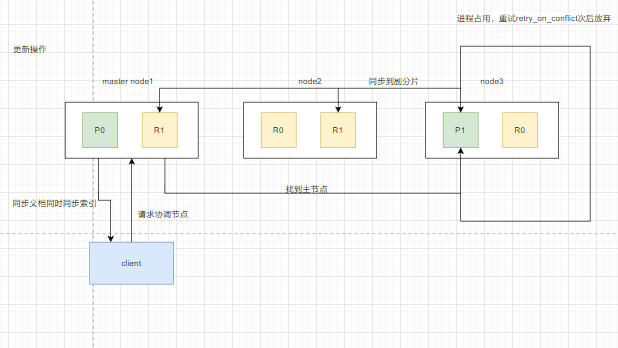 进程占用，重试retry_on_conflict次后放弃
更新操作
master node1
node2
同步到副分片
node3
P0
R1
R0
R1
P1
R0
找到主节点
同步文档同时同步索引
请求协调节点
client